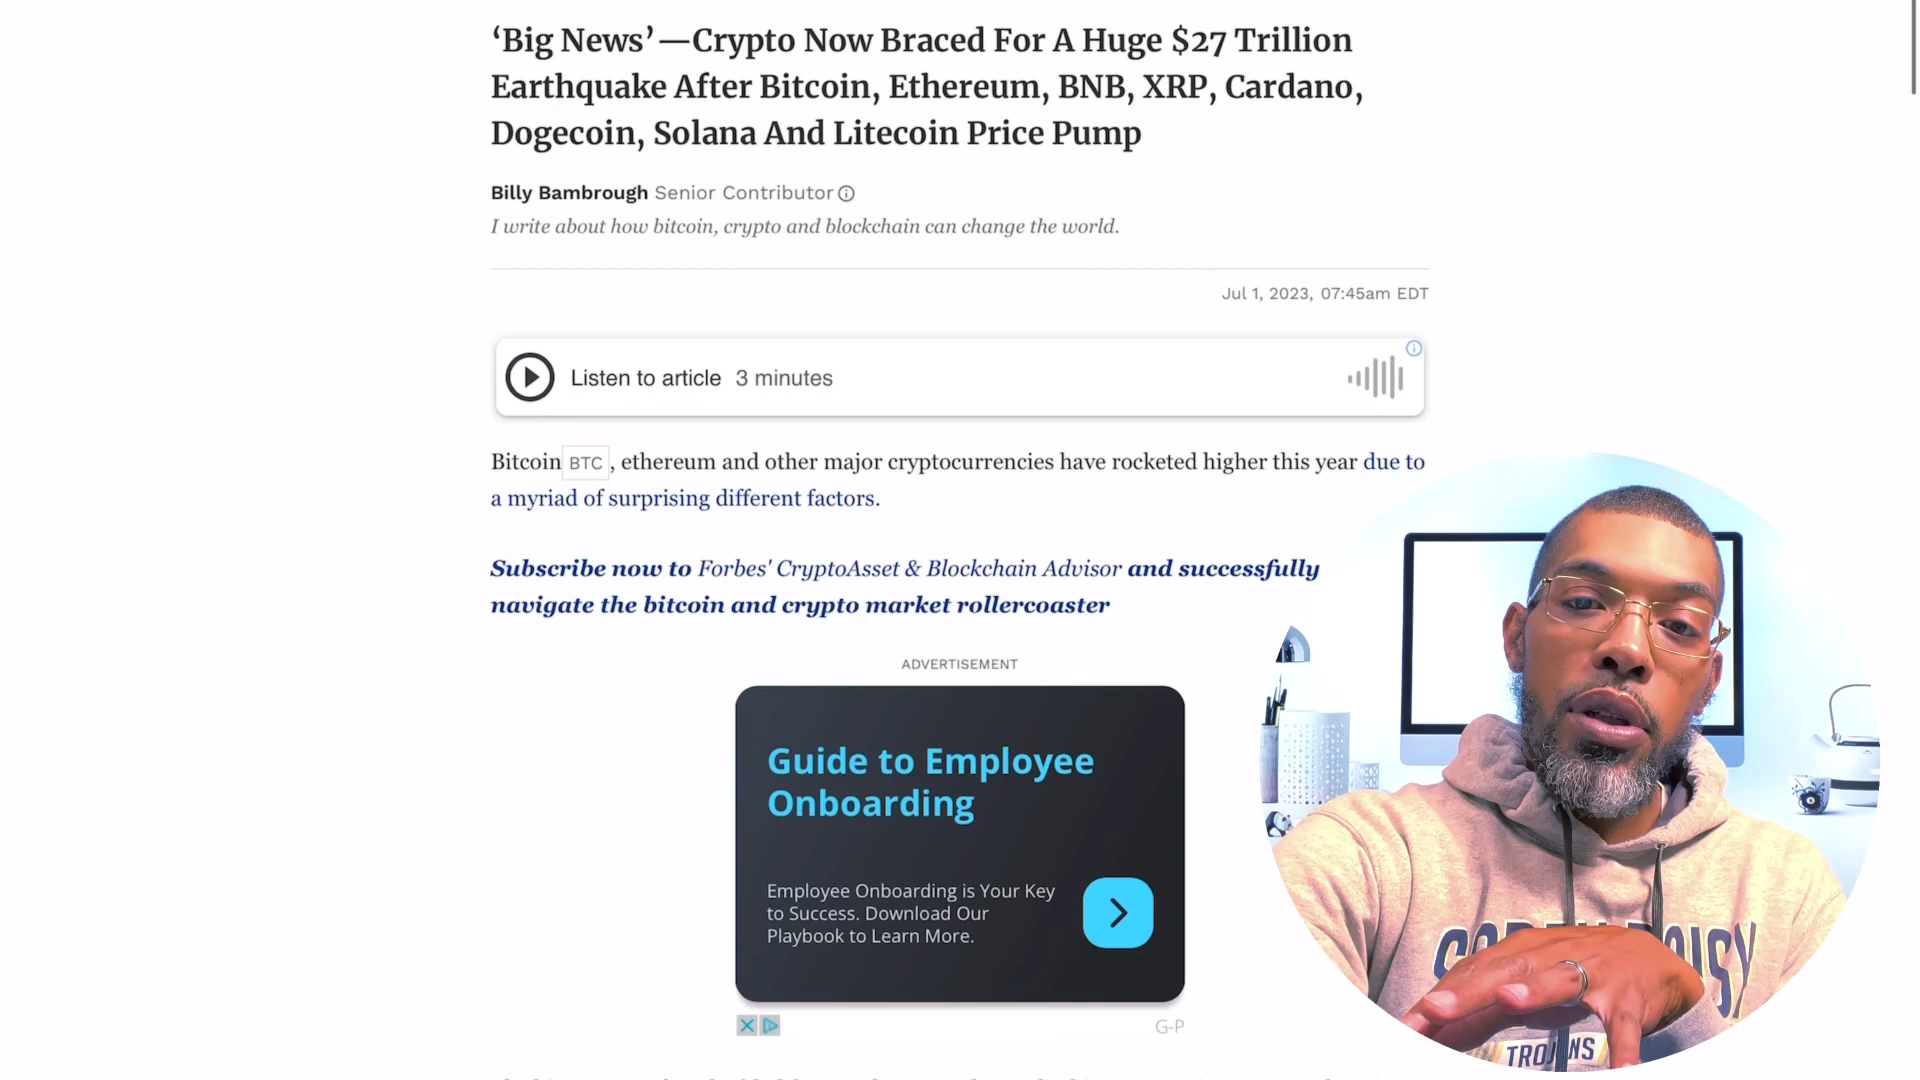 ‘Big News’—Crypto Now Braced For A Huge $27 Trillion
Earthquake After Bitcoin, Ethereum, BNB, XRP, Cardano,
Dogecoin, Solana And Litecoin Price Pump
Billy Bambrough Senior Contributor
I write about how bitcoin, crypto and blockchain can change the world.
Jul 1, 2023, 07:45am EDT
Listen to article 3 minutes
Bitcoin BTC , ethereum and other major cryptocurrencies have rocketed higher this year due to
a myriad of surprising different factors.
Subscribe now to Forbes' CryptoAsset & Blockchain Advisor and successfully
navigate the bitcoin and crypto market rollercoaster
ADVERTISEMENT
Guide to Employee
Onboarding
Employee Onboarding is Your Key
to Success. Download Our
Playbook to Learn More.
G-P
TROJANS